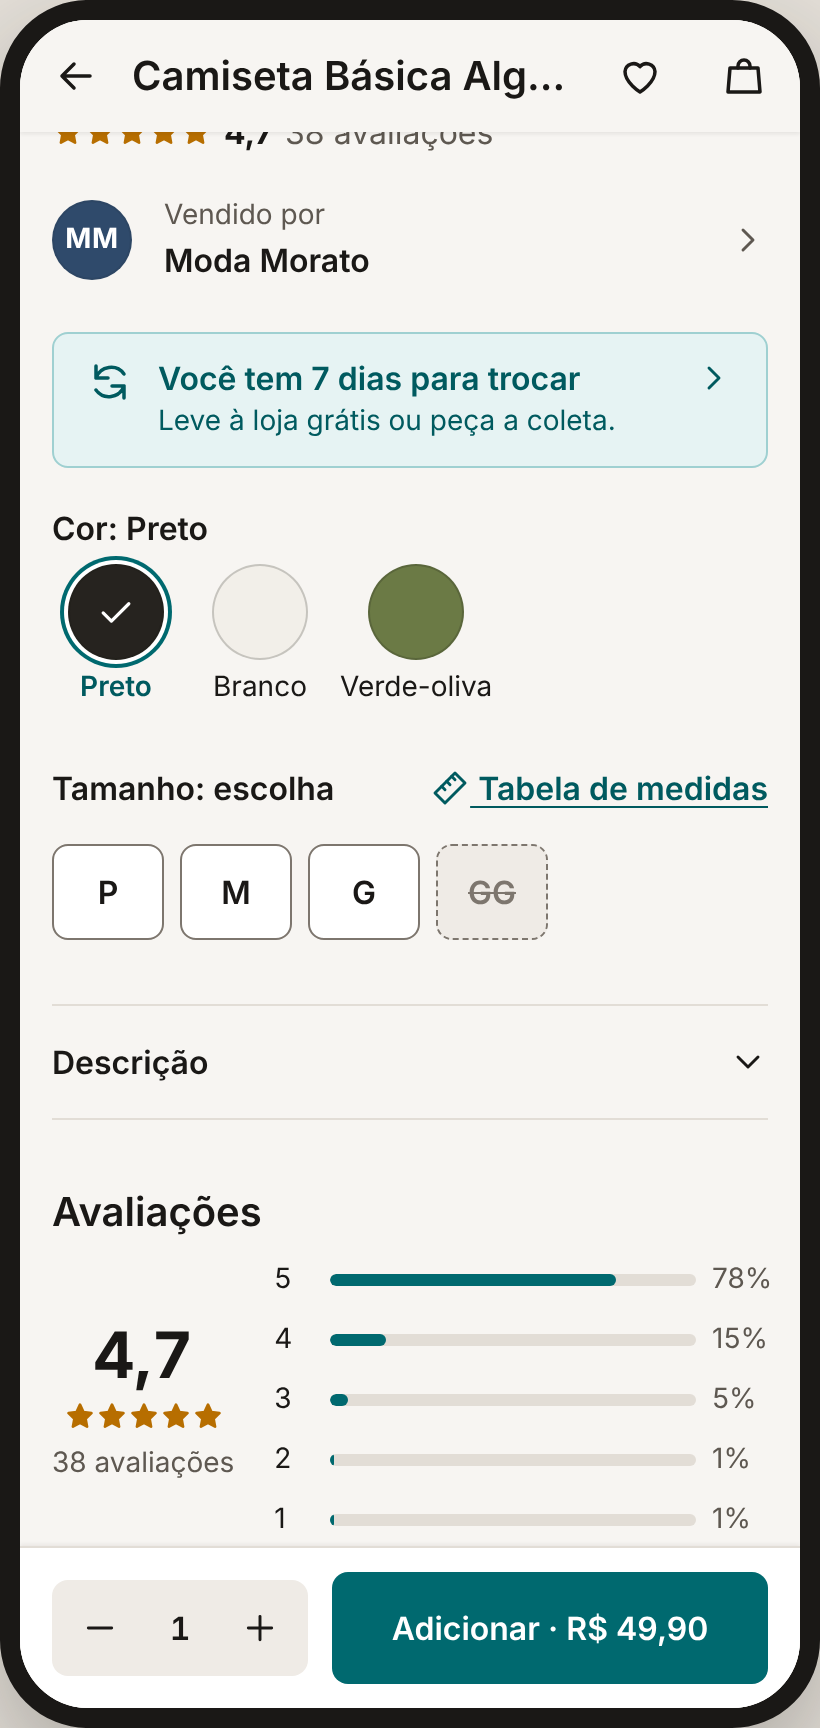 Camiseta Básica Alg...
4,7 38 avaliações
MM
Vendido por
Moda Morato
Você tem 7 dias para trocar
Leve à loja grátis ou peça a coleta.
Cor: Preto
Preto
Branco
Verde-oliva
Tamanho: escolha
Tabela de medidas
P
M
G
GG
Descrição
Avaliações
4,7
38 avaliações
5 78%
4 15%
3 5%
2 1%
1 1%
1
Adicionar · R$ 49,90